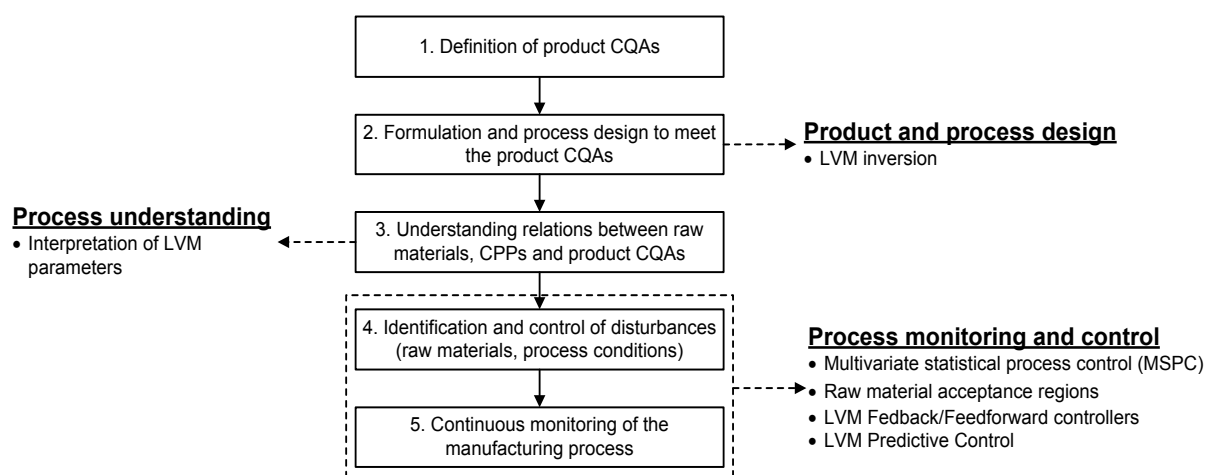 1. Definition of product CQAs
2. Formulation and process design to meet
the product CQAs
Product and process design
• LVM inversion
Process understanding
• Interpretation of LVM
parameters
3. Understanding relations between raw
materials, CPPs and product CQAs
4. Identification and control of disturbances
(raw materials, process conditions)
5. Continuous monitoring of the
manufacturing process
Process monitoring and control
• Multivariate statistical process control (MSPC)
• Raw material acceptance regions
• LVM Fedback/Feedforward controllers
• LVM Predictive Control